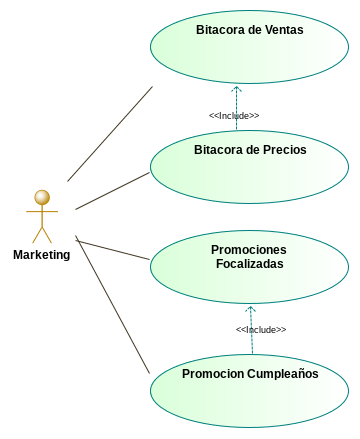 Bitacora de Ventas
<<Include>>
Bitacora de Precios
Marketing
Promociones
Focalizadas
<<Include>>
Promocion Cumpleaños